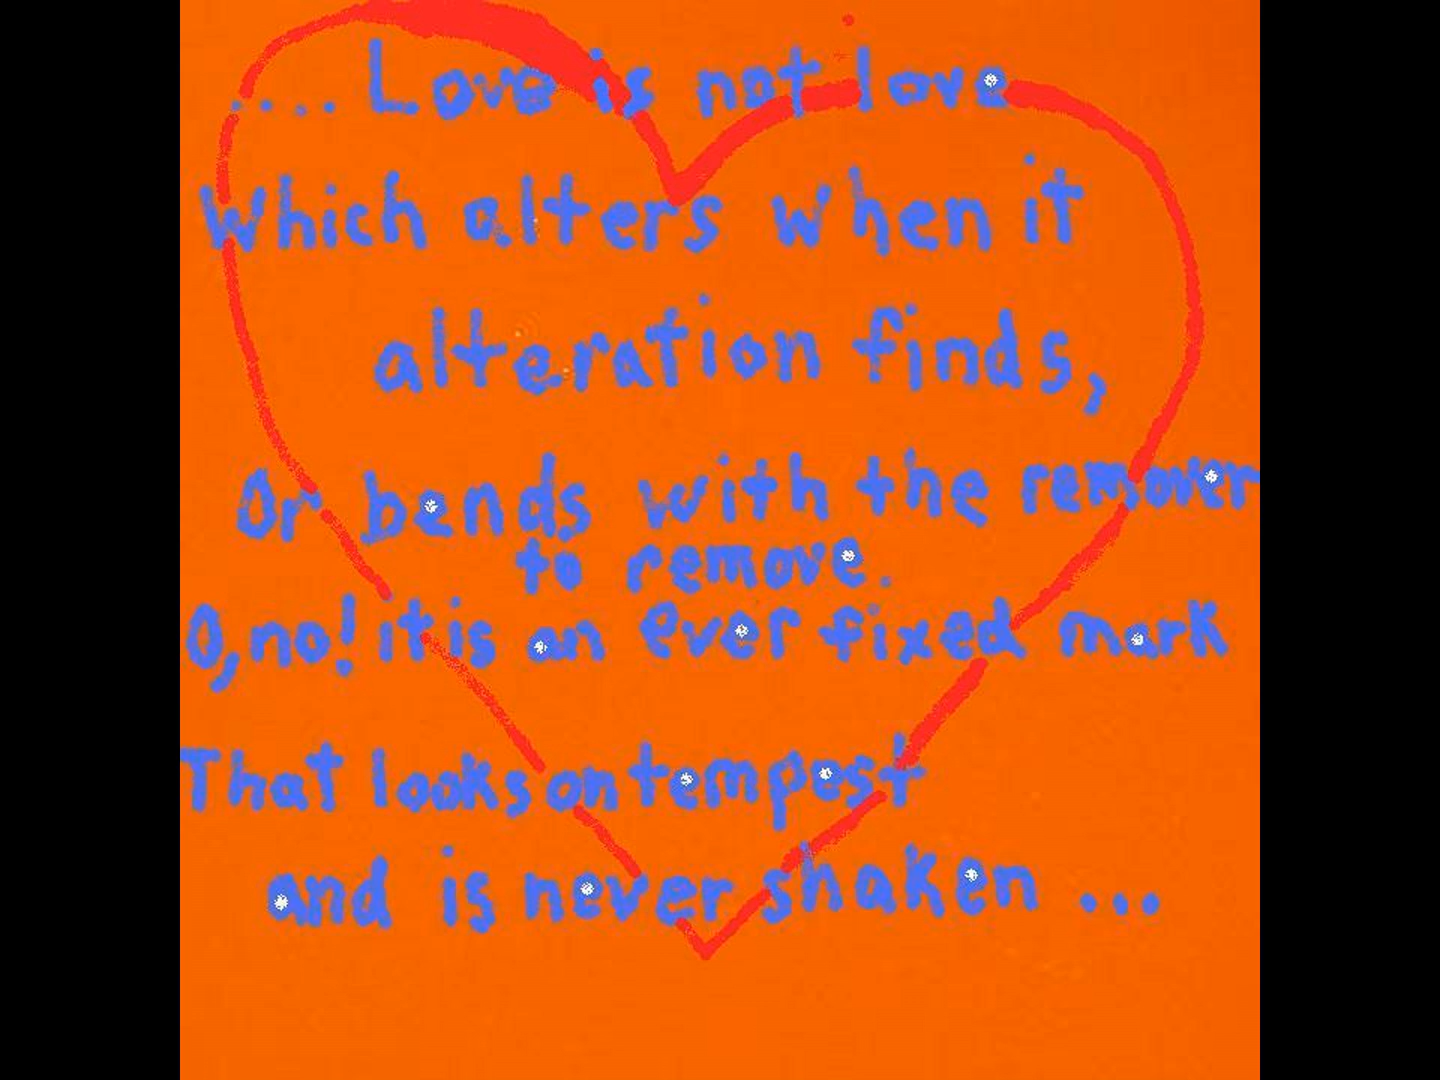 .... Love is not love
Which alters when it
alteration finds,
Or bends with the remover
to remove.
O, no! it is an ever fixed mark
That looks on tempest
and is never shaken ...